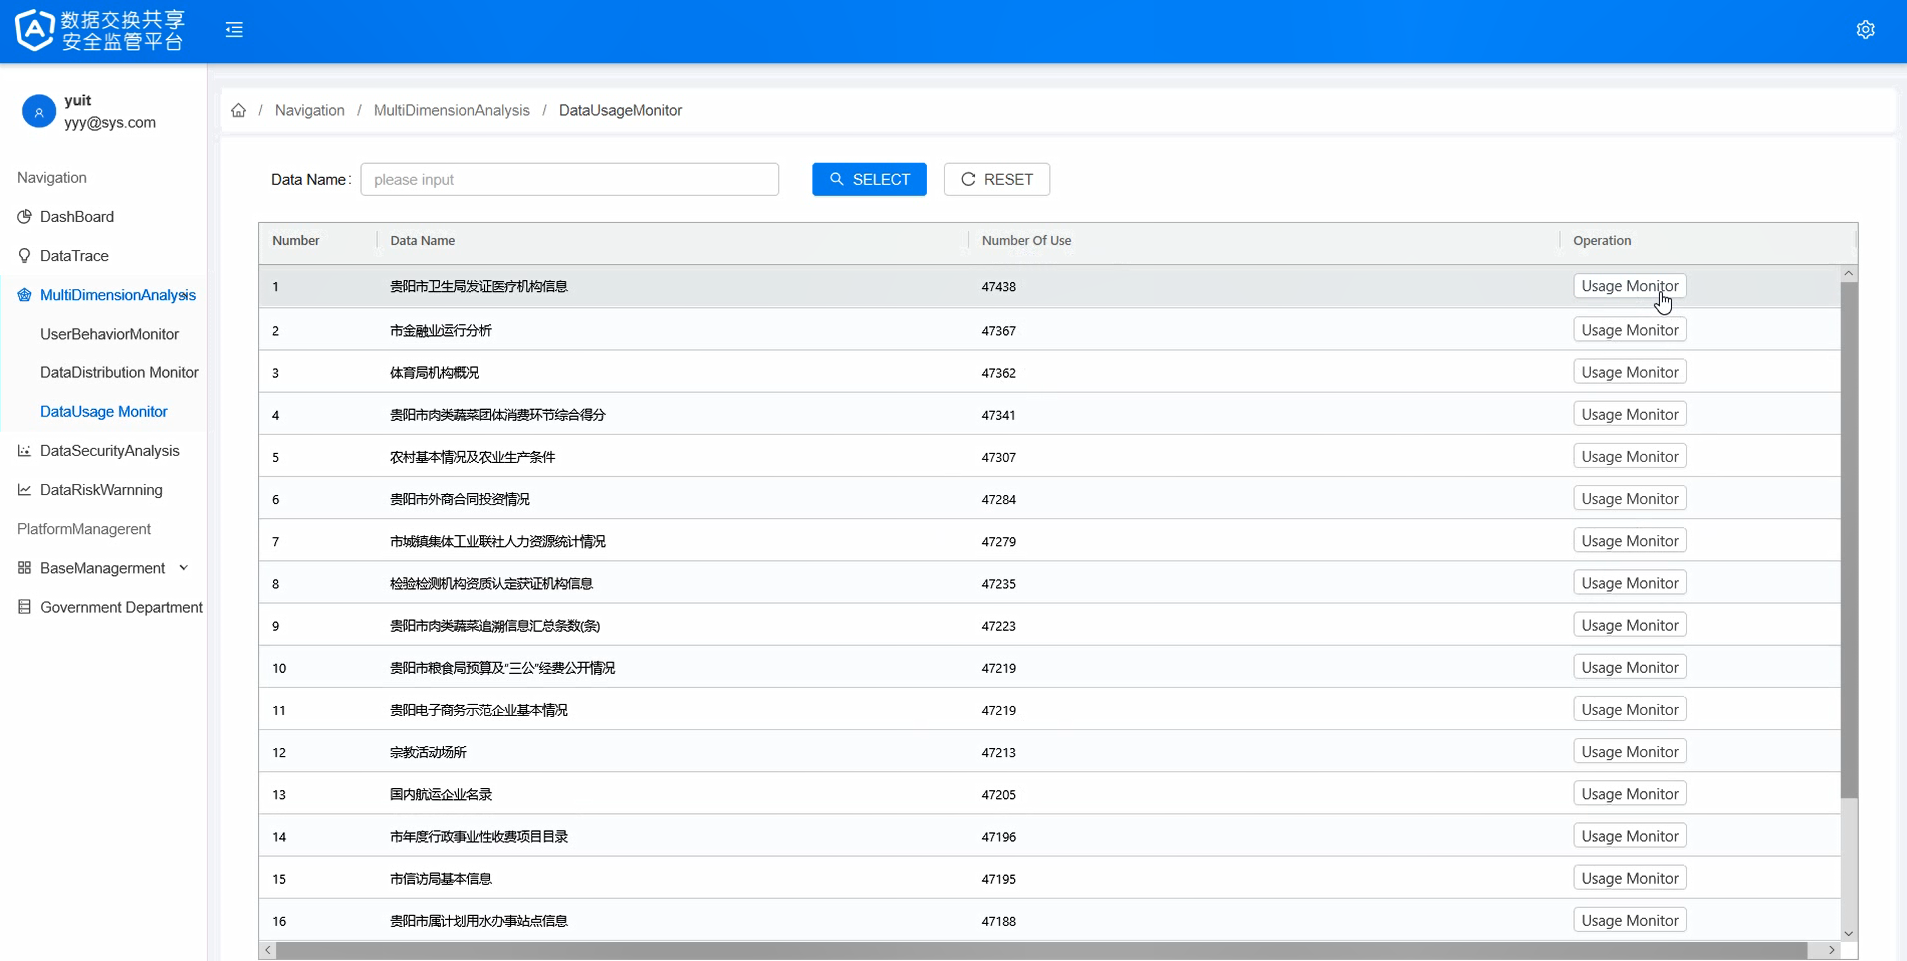 数据交换共享
安全监管平台
yuit
yyy@sys.com
Navigation
DashBoard
DataTrace
MultiDimensionAnalysis
UserBehaviorMonitor
DataDistribution Monitor
DataUsage Monitor
DataSecurityAnalysis
DataRiskWarnning
PlatformManagerent
BaseManagerment
Government Department
/ Navigation / MultiDimensionAnalysis / DataUsageMonitor
Data Name: please input SELECT RESET
Number Data Name Number Of Use Operation
1 贵阳市卫生局发证医疗机构信息 47438 Usage Monitor
2 市金融业运行分析 47367 Usage Monitor
3 体育局机构概况 47362 Usage Monitor
4 贵阳市肉类蔬菜团体消费环节综合得分 47341 Usage Monitor
5 农村基本情况及农业生产条件 47307 Usage Monitor
6 贵阳市外商合同投资情况 47284 Usage Monitor
7 市城镇集体工业联社人力资源统计情况 47279 Usage Monitor
8 检验检测机构资质认定获证机构信息 47235 Usage Monitor
9 贵阳市肉类蔬菜追溯信息汇总条数(条) 47223 Usage Monitor
10 贵阳市粮食局预算及“三公”经费公开情况 47219 Usage Monitor
11 贵阳电子商务示范企业基本情况 47219 Usage Monitor
12 宗教活动场所 47213 Usage Monitor
13 国内航运企业名录 47205 Usage Monitor
14 市年度行政事业性收费项目目录 47196 Usage Monitor
15 市信访局基本信息 47195 Usage Monitor
16 贵阳市属计划用水办事站点信息 47188 Usage Monitor